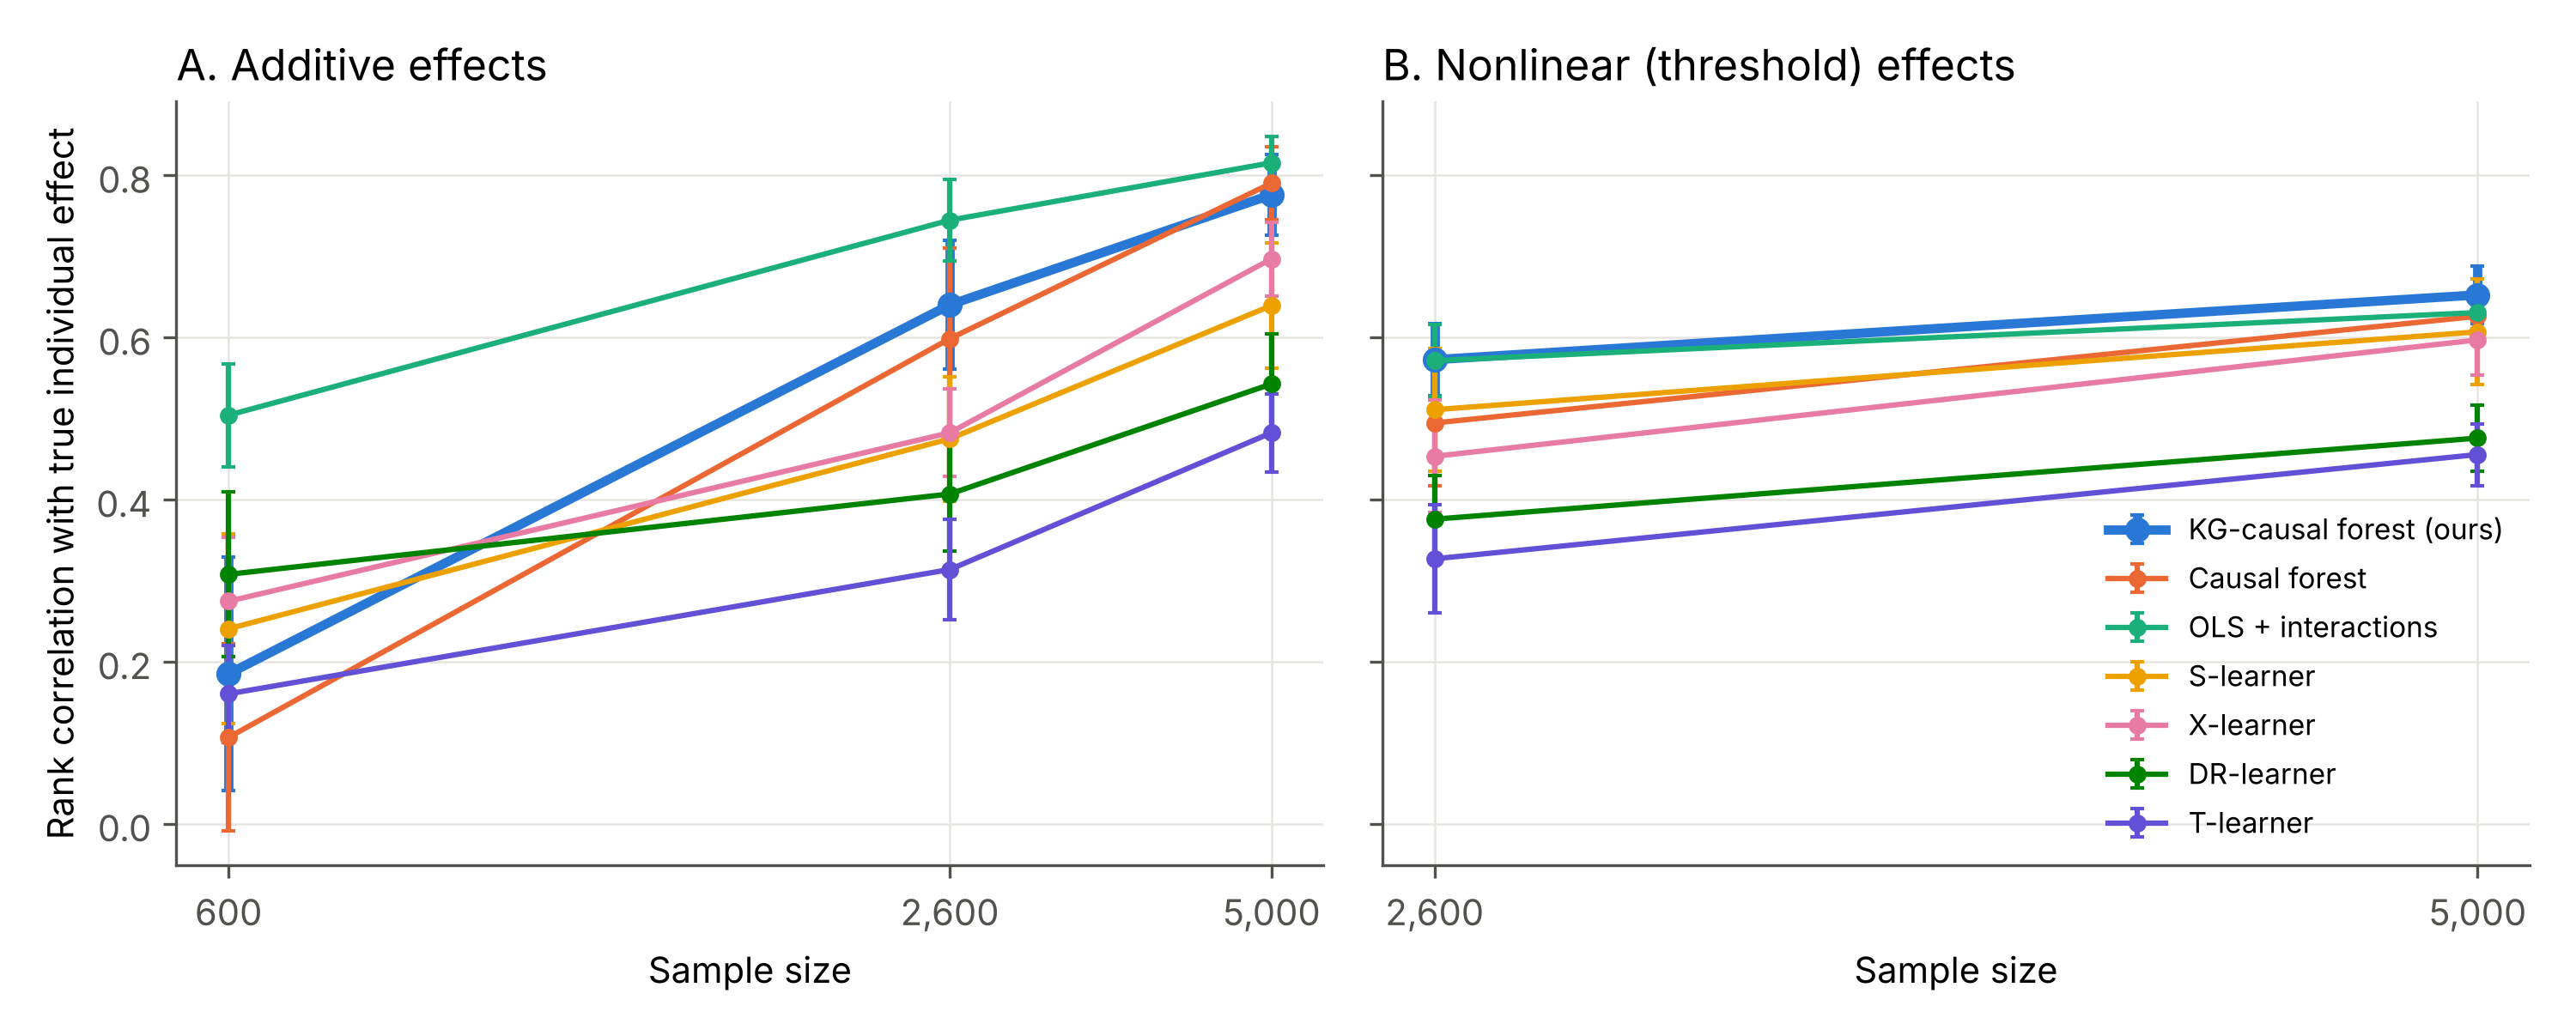 A. Additive effects
B. Nonlinear (threshold) effects
Rank correlation with true individual effect
0.8
0.6
0.4
0.2
0.0
600
2,600
5,000
Sample size
2,600
5,000
Sample size
KG-causal forest (ours)
Causal forest
OLS + interactions
S-learner
X-learner
DR-learner
T-learner